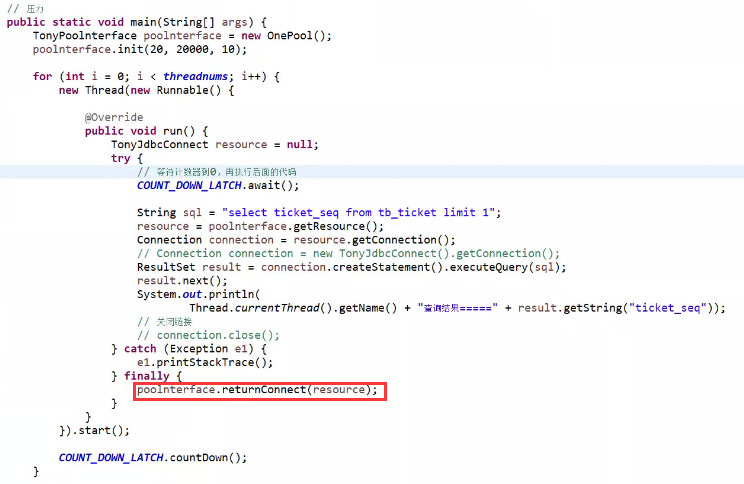 // 压力
public static void main(String[] args) {
TonyPoolnterface poolnterface = new OnePool();
poolnterface.init(20, 20000, 10);
for (int i = 0; i < threadnums; i++) {
new Thread(new Runnable() {
@Override
public void run() {
TonyJdbcConnect resource = null;
try {
// 等待计数器到0，再执行后面的代码
COUNT_DOWN_LATCH.await();
String sql = "select ticket_seq from tb_ticket limit 1";
resource = poolnterface.getResource();
Connection connection = resource.getConnection();
// Connection connection = new TonyJdbcConnect().getConnection();
ResultSet result = connection.createStatement().executeQuery(sql);
result.next();
System.out.println(
Thread.currentThread().getName() + "查询结果=====" + result.getString("ticket_seq"));
// 关闭链接
// connection.close();
} catch (Exception e1) {
e1.printStackTrace();
} finally {
poolnterface.returnConnect(resource);
}
}
}).start();
COUNT_DOWN_LATCH.countDown();
}